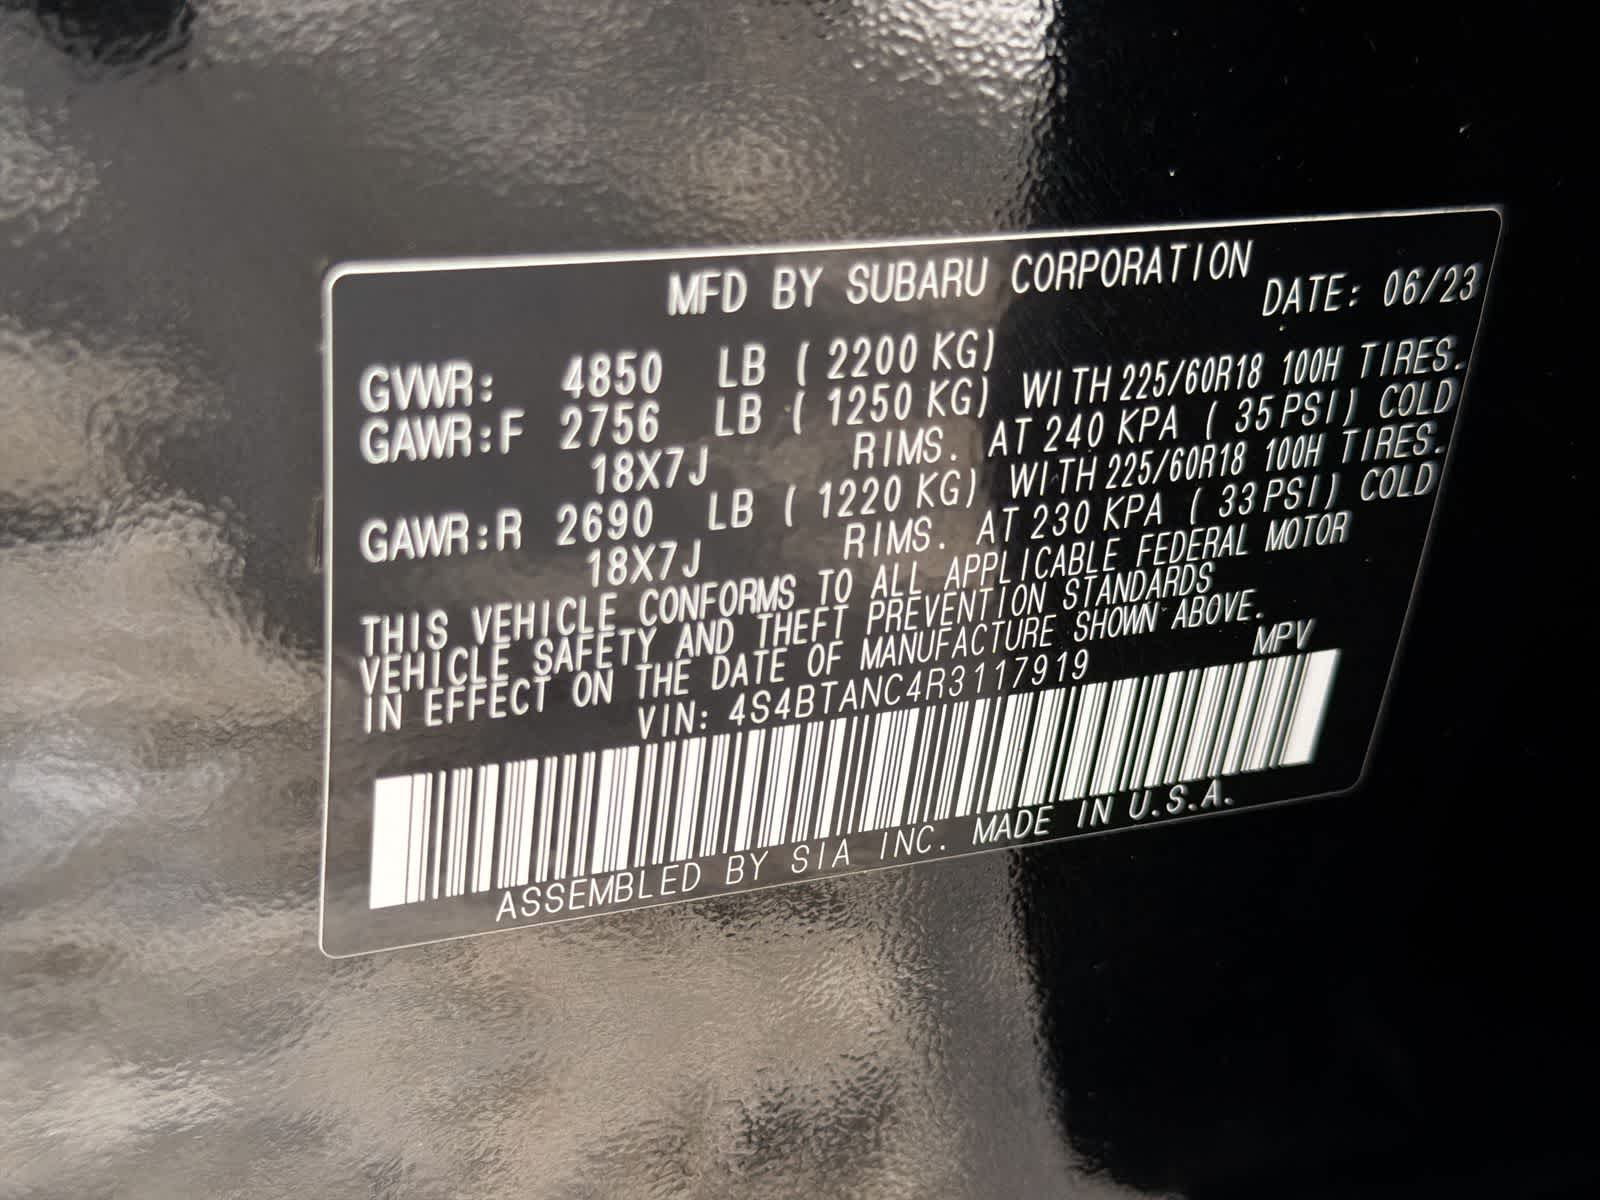 MFD BY SUBARU CORPORATION
DATE: 06/23
GVWR: 4850 LB ( 2200 KG)
GAWR:F 2756 LB ( 1250 KG) WITH 225/60R18 100H TIRES.
18X7J RIMS. AT 240 KPA ( 35 PSI) COLD
GAWR:R 2690 LB ( 1220 KG) WITH 225/60R18 100H TIRES.
18X7J RIMS. AT 230 KPA ( 33 PSI) COLD
THIS VEHICLE CONFORMS TO ALL APPLICABLE FEDERAL MOTOR
VEHICLE SAFETY AND THEFT PREVENTION STANDARDS
IN EFFECT ON THE DATE OF MANUFACTURE SHOWN ABOVE.
VIN: 4S4BTANC4R3117919 MPV
ASSEMBLED BY SIA INC. MADE IN U.S.A.